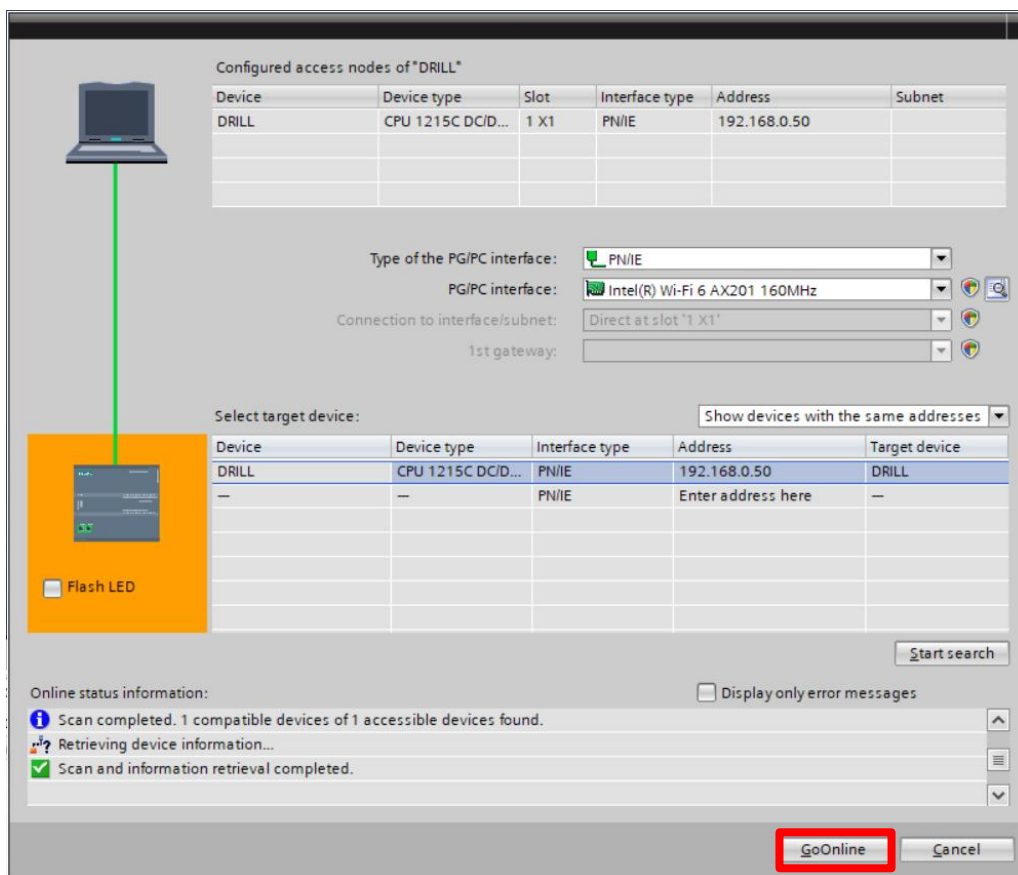 Configured access nodes of "DRILL"
Device Device type Slot Interface type Address Subnet
DRILL CPU 1215C DC/D... 1 X1 PN/IE 192.168.0.50
Type of the PG/PC interface: PN/IE
PG/PC interface: Intel(R) Wi-Fi 6 AX201 160MHz
Connection to interface/subnet: Direct at slot '1 X1'
1st gateway:
Select target device: Show devices with the same addresses
Device Device type Interface type Address Target device
DRILL CPU 1215C DC/D... PN/IE 192.168.0.50 DRILL
— — PN/IE Enter address here —
Flash LED
Start search
Online status information: Display only error messages
Scan completed. 1 compatible devices of 1 accessible devices found.
Retrieving device information...
Scan and information retrieval completed.
GoOnline Cancel